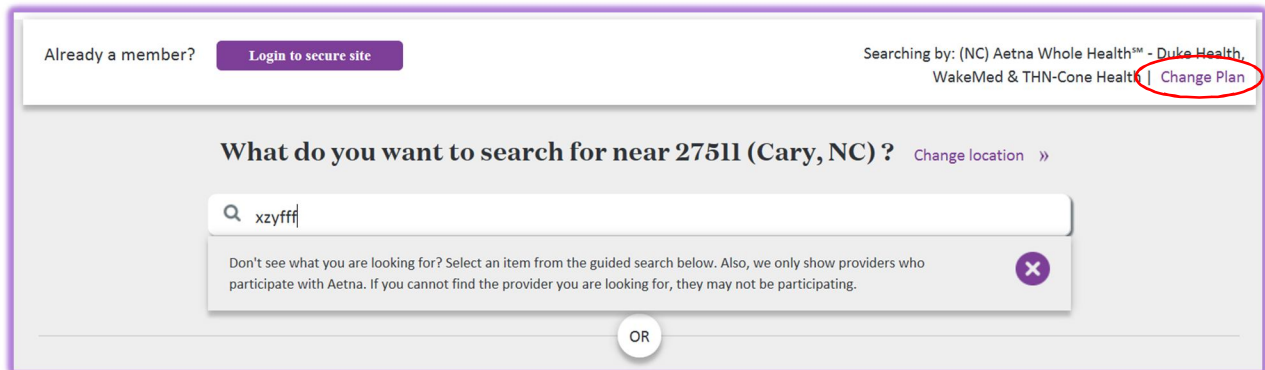 Already a member?
Login to secure site
Searching by: (NC) Aetna Whole Health℠ - Duke Health,
WakeMed & THN-Cone Health | Change Plan
What do you want to search for near 27511 (Cary, NC) ?
Change location »
xzyfff
Don't see what you are looking for? Select an item from the guided search below. Also, we only show providers who
participate with Aetna. If you cannot find the provider you are looking for, they may not be participating.
OR